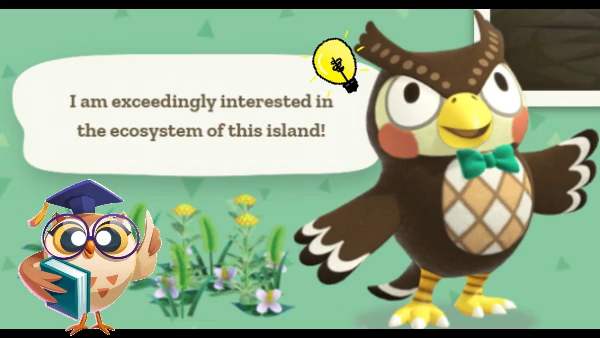 I am exceedingly interested in
the ecosystem of this island!